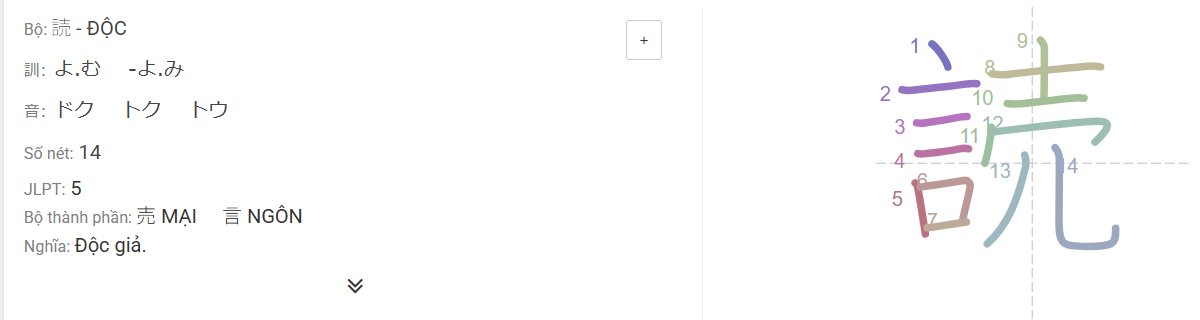 Bộ: 読 - ĐỘC
+
訓: よ.む -よ.み
音: ドク トク トウ
Số nét: 14
JLPT: 5
Bộ thành phần: 売 MẠI 言 NGÔN
Nghĩa: Độc giả.
読
1
2
3
4
5
6
7
8
9
10
11
12
13
14